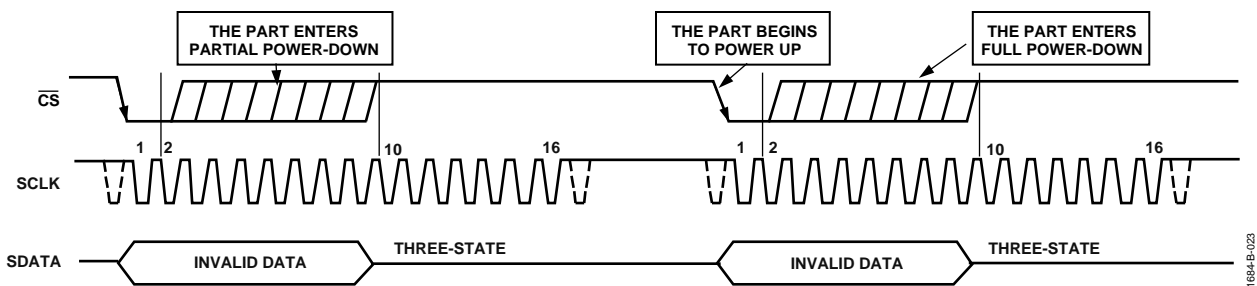 THE PART ENTERS
PARTIAL POWER-DOWN
THE PART BEGINS
TO POWER UP
THE PART ENTERS
FULL POWER-DOWN
CS
1 2 10 16 1 2 10 16
SCLK
SDATA INVALID DATA THREE-STATE INVALID DATA THREE-STATE
1684-B-023